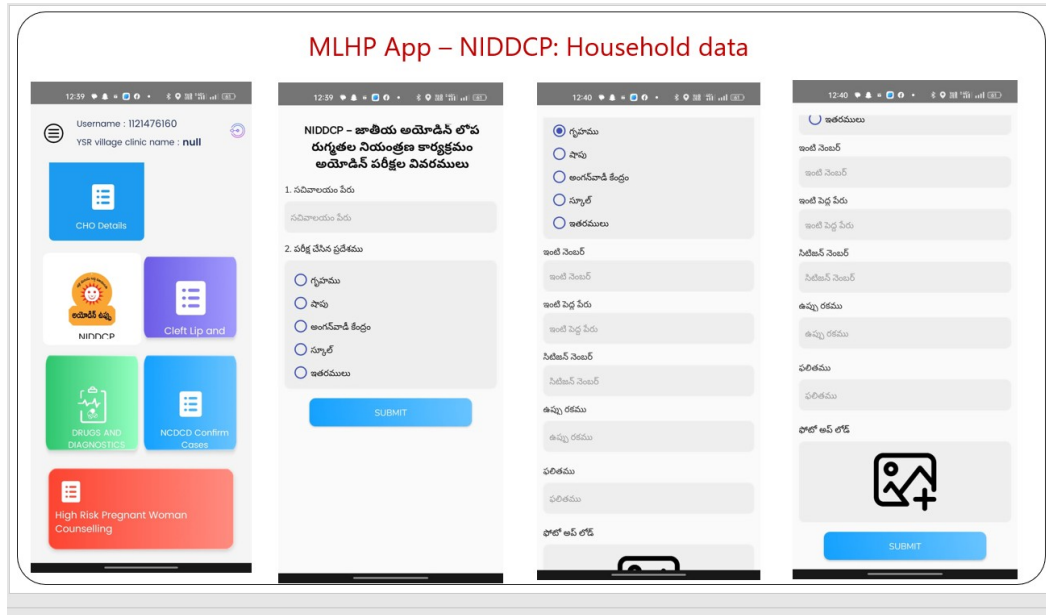 MLHP App – NIDDCP: Household data
12:39
Username : 1121476160
YSR village clinic name : null
CHO Details
అయోడిన్ ఉప్పు
NIDDCP
Cleft Lip and
DRUGS AND
DIAGNOSTICS
NCDCD Confirm
Cases
High Risk Pregnant Woman
Counselling
12:39
NIDDCP – జాతీయ అయోడిన్ లోప
రుగ్మతల నియంత్రణ కార్యక్రమం
అయోడిన్ పరీక్షల వివరములు
1. సచివాలయం పేరు
సచివాలయం పేరు
2. పరీక్ష చేసిన ప్రదేశము
గృహము
షాపు
అంగన్‌వాడీ కేంద్రం
స్కూల్
ఇతరములు
SUBMIT
12:40
గృహము
షాపు
అంగన్‌వాడీ కేంద్రం
స్కూల్
ఇతరములు
ఇంటి నెంబర్
ఇంటి నెంబర్
ఇంటి పెద్ద పేరు
ఇంటి పెద్ద పేరు
సిటిజన్ నెంబర్
సిటిజన్ నెంబర్
ఉప్పు రకము
ఉప్పు రకము
ఫలితము
ఫలితము
ఫోటో అప్ లోడ్
12:40
ఇతరములు
ఇంటి నెంబర్
ఇంటి నెంబర్
ఇంటి పెద్ద పేరు
ఇంటి పెద్ద పేరు
సిటిజన్ నెంబర్
సిటిజన్ నెంబర్
ఉప్పు రకము
ఉప్పు రకము
ఫలితము
ఫలితము
ఫోటో అప్ లోడ్
SUBMIT